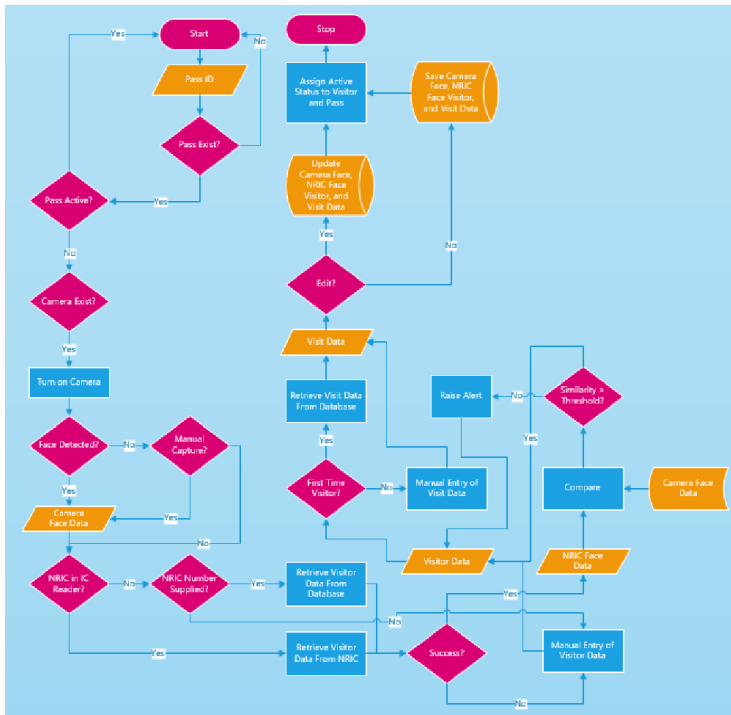 Start
No
Yes
Pass ID
Pass Exist?
Yes
Pass Active?
No
Camera Exist?
Yes
Turn on Camera
Face Detected?
No
Manual
Capture?
Yes
Yes
Camera
Face Data
No
NRIC in IC
Reader?
No
NRIC Number
Supplied?
Yes
Retrieve Visitor
Data From
Database
No
Yes
Retrieve Visitor
Data From NRIC
Success?
Yes
No
Manual Entry of
Visitor Data
NRIC Face
Data
Compare
Camera Face
Data
Similarity >
Threshold?
No
Yes
Raise Alert
Visitor Data
First Time
Visitor?
No
Manual Entry of
Visit Data
Yes
Retrieve Visit Data
From Database
Visit Data
Edit?
Yes
No
Update
Camera Face,
NRIC Face
Visitor, and
Visit Data
Save Camera
Face, NRIC
Face Visitor,
and Visit Data
Assign Active
Status to Visitor
and Pass
Stop